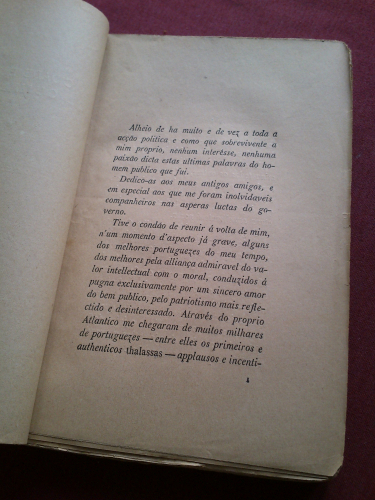 Alheio de ha muito e de vez a toda a
acção politica e como que sobrevivente a
mim proprio, nenhum interêsse, nenhuma
paixão dicta estas ultimas palavras do ho-
mem publico que fui.
Dedico-as aos meus antigos amigos, e
em especial aos que me foram inolvidaveis
companheiros nas asperas luctas do go-
verno.
Tive o condão de reunir á volta de mim,
n'um momento d'aspecto já grave, alguns
dos melhores portuguezes do meu tempo,
dos melhores pela alliança admiravel do va-
lor intellectual com o moral, conduzidos á
pugna exclusivamente por um sincero amor
do bem publico, pelo patriotismo mais refle-
ctido e desinteressado. Através do proprio
Atlantico me chegaram de muitos milhares
de portuguezes — entre elles os primeiros e
authenticos thalassas — applausos e incenti-
1